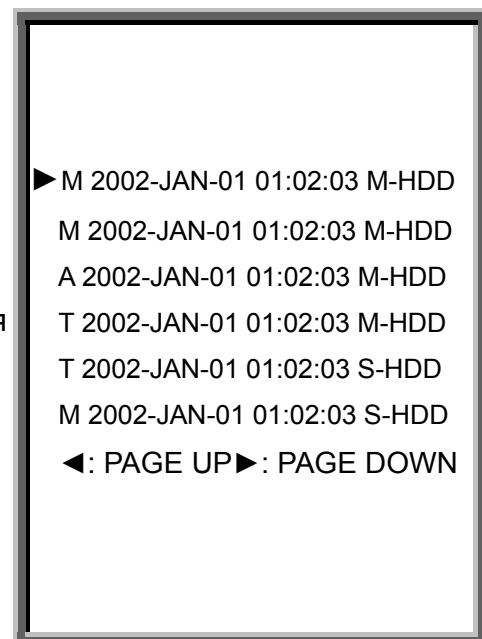 ►M 2002-JAN-01 01:02:03 M-HDD
M 2002-JAN-01 01:02:03 M-HDD
A 2002-JAN-01 01:02:03 M-HDD
я T 2002-JAN-01 01:02:03 M-HDD
T 2002-JAN-01 01:02:03 S-HDD
M 2002-JAN-01 01:02:03 S-HDD
◄: PAGE UP►: PAGE DOWN